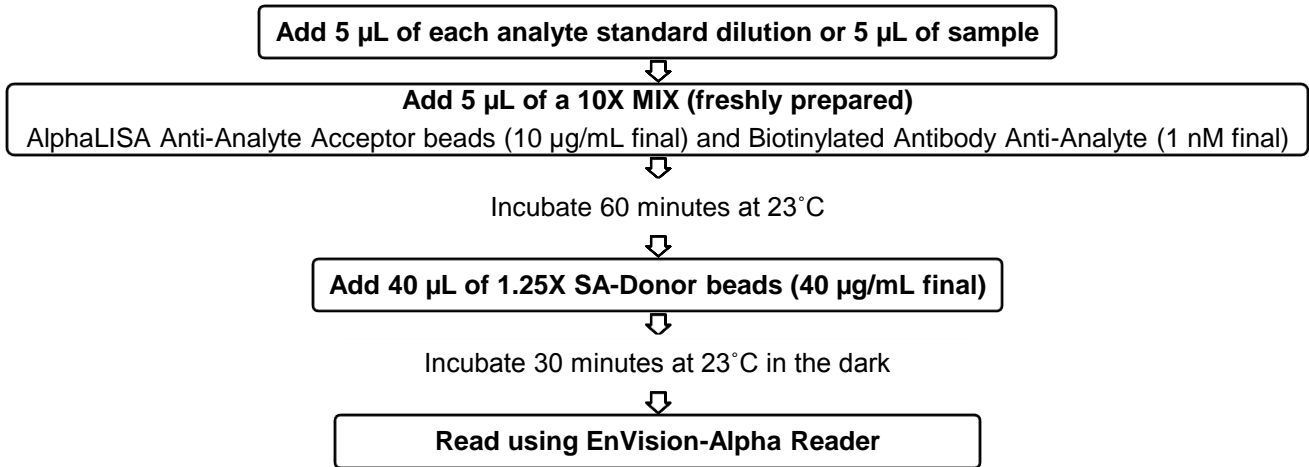 Add 5 µL of each analyte standard dilution or 5 µL of sample
Add 5 µL of a 10X MIX (freshly prepared)
AlphaLISA Anti-Analyte Acceptor beads (10 µg/mL final) and Biotinylated Antibody Anti-Analyte (1 nM final)
Incubate 60 minutes at 23˚C
Add 40 µL of 1.25X SA-Donor beads (40 µg/mL final)
Incubate 30 minutes at 23˚C in the dark
Read using EnVision-Alpha Reader